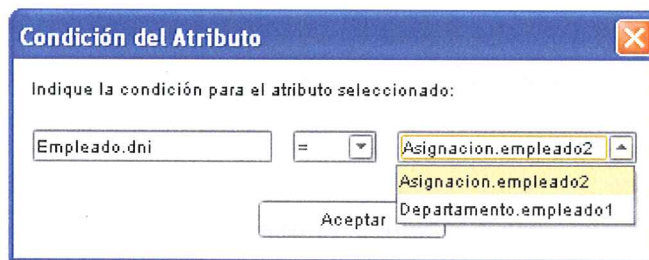 Condición del Atributo
Indique la condición para el atributo seleccionado:
Empleado.dni = Asignacion.empleado2
Asignacion.empleado2
Departamento.empleado1
Aceptar